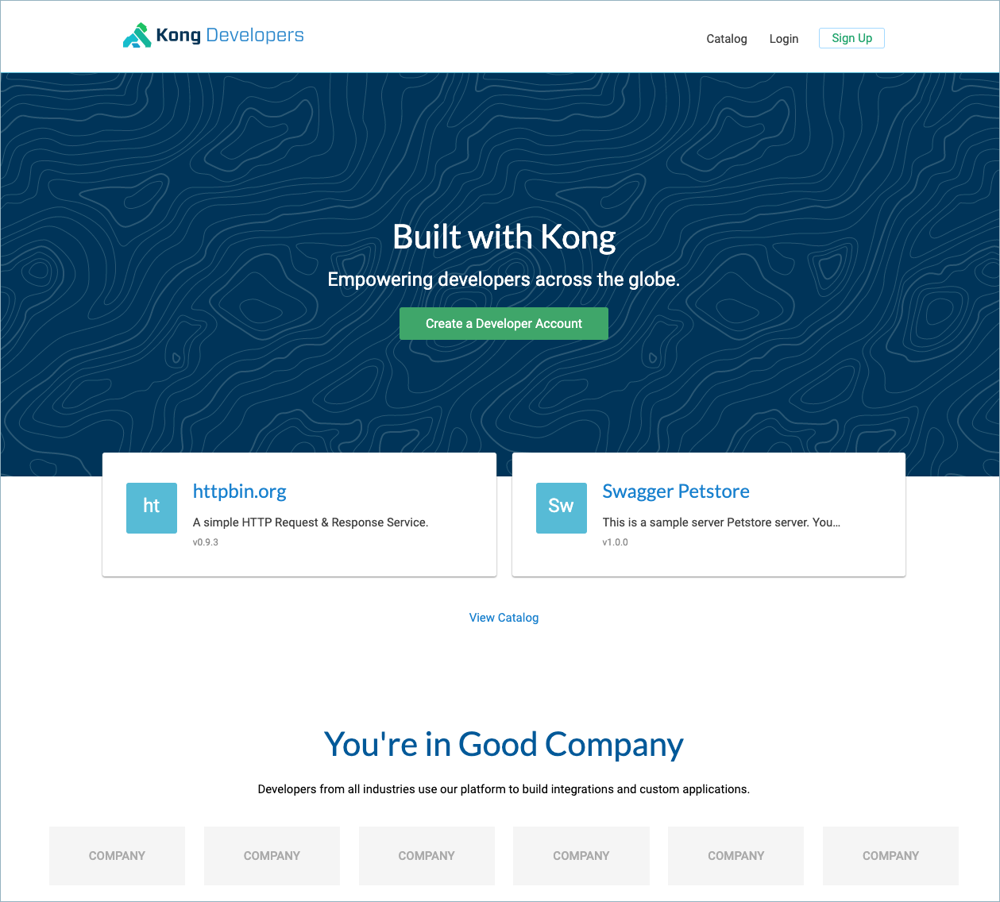 Kong Developers
Catalog
Login
Sign Up
Built with Kong
Empowering developers across the globe.
Create a Developer Account
ht
httpbin.org
A simple HTTP Request & Response Service.
v0.9.3
Sw
Swagger Petstore
This is a sample server Petstore server. You...
v1.0.0
View Catalog
You're in Good Company
Developers from all industries use our platform to build integrations and custom applications.
COMPANY
COMPANY
COMPANY
COMPANY
COMPANY
COMPANY